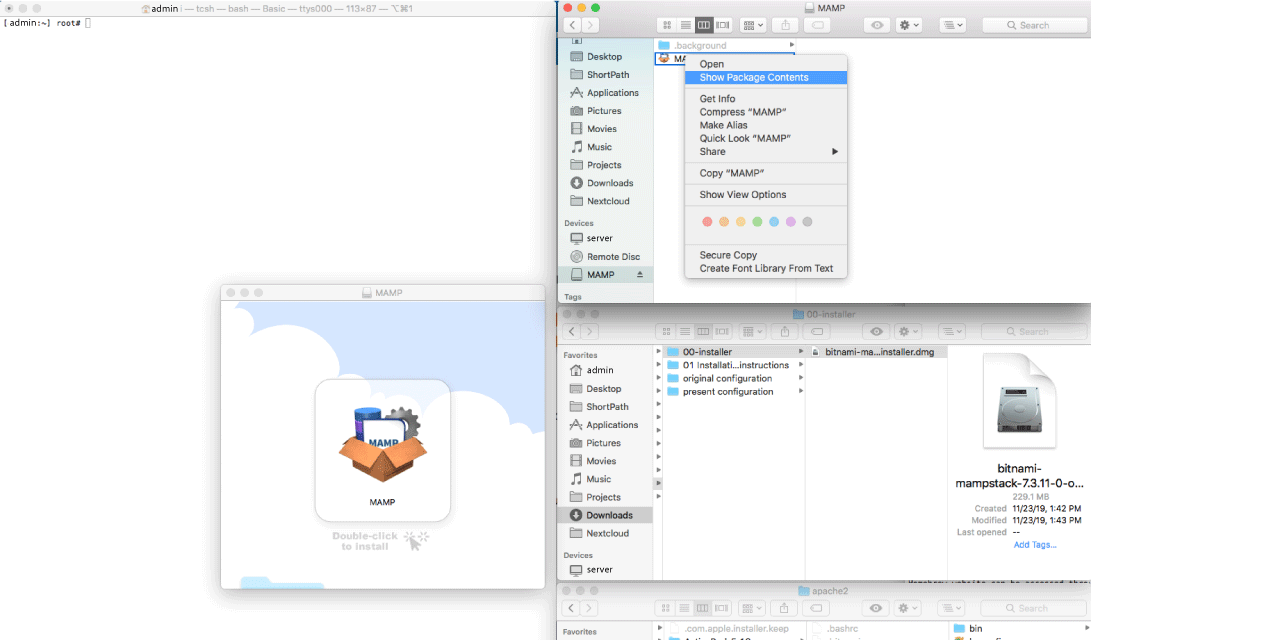 admin — tcsh — bash — Basic — ttys000 — 113×87 — ⌥⌘1
[admin:~] root#
MAMP
MAMP
Double-click
to install
MAMP
Search
Desktop
ShortPath
Applications
Pictures
Movies
Music
Projects
Downloads
Nextcloud
Devices
server
Remote Disc
MAMP
Tags
.background
Open
Show Package Contents
Get Info
Compress “MAMP”
Make Alias
Quick Look “MAMP”
Share
Copy “MAMP”
Show View Options
Secure Copy
Create Font Library From Text
00-installer
Search
Favorites
admin
Desktop
ShortPath
Applications
Pictures
Movies
Music
Projects
Downloads
Nextcloud
Devices
server
00-installer
01 Installati...instructions
original configuration
present configuration
bitnami-ma...installer.dmg
MAMP
bitnami-
mampstack-7.3.11-0-o...
229.1 MB
Created 11/23/19, 1:42 PM
Modified 11/23/19, 1:43 PM
Last opened --
Add Tags...
apache2
Search
Favorites
.com.apple.installer.keep
.bashrc
bin